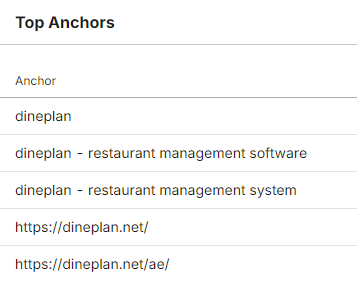 Top Anchors
Anchor
dineplan
dineplan - restaurant management software
dineplan - restaurant management system
https://dineplan.net/
https://dineplan.net/ae/